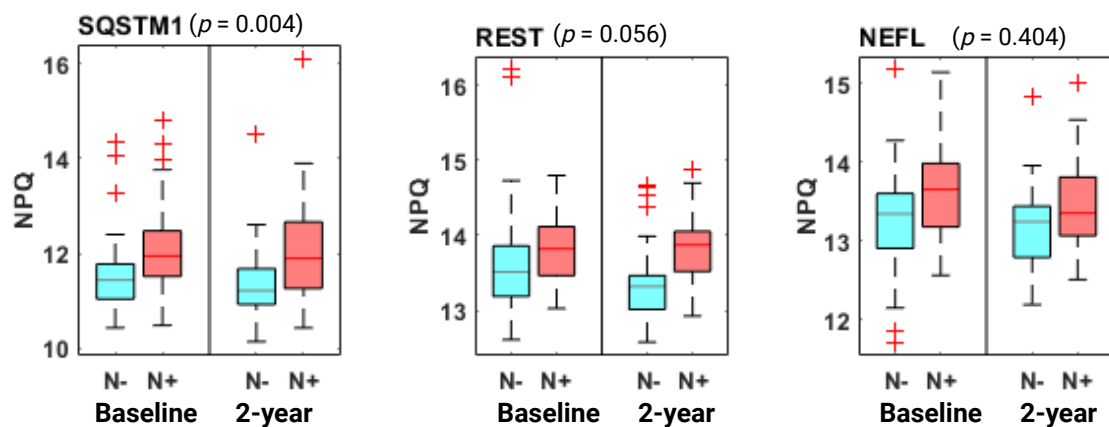 SQSTM1 (p = 0.004)
NPQ
16
14
12
10
N- N+ N- N+
Baseline 2-year
REST (p = 0.056)
NPQ
16
15
14
13
N- N+ N- N+
Baseline 2-year
NEFL (p = 0.404)
NPQ
15
14
13
12
N- N+ N- N+
Baseline 2-year